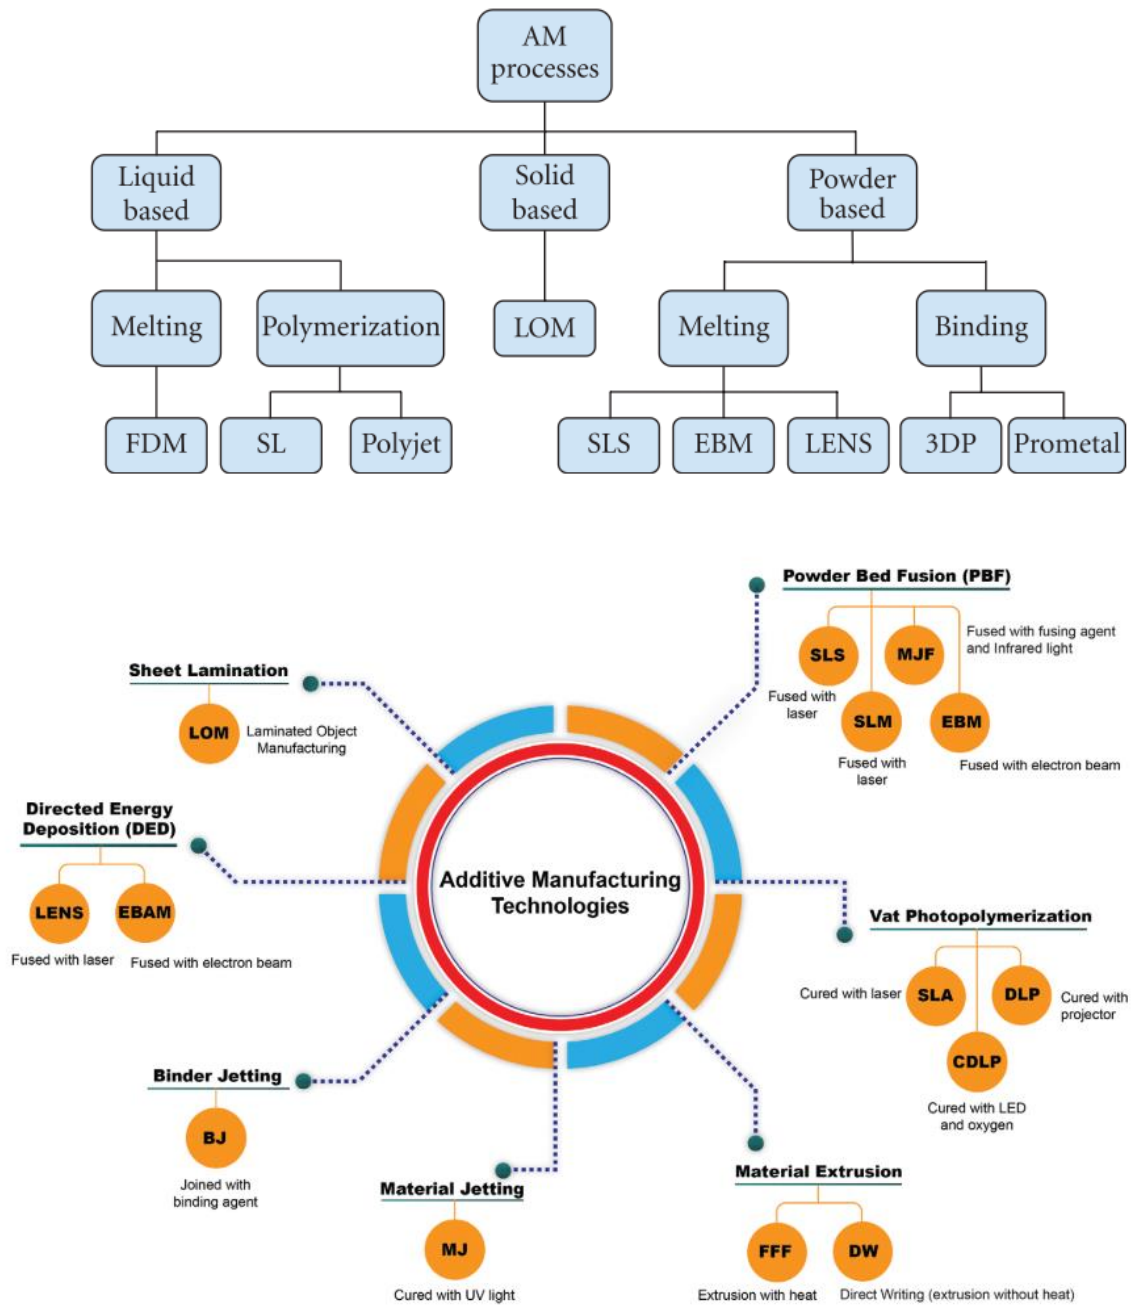 AM
processes
Liquid
based
Solid
based
Powder
based
Melting
Polymerization
LOM
Melting
Binding
FDM
SL
Polyjet
SLS
EBM
LENS
3DP
Prometal
Powder Bed Fusion (PBF)
SLS
MJF
Fused with fusing agent
and Infrared light
Fused with
laser
SLM
EBM
Fused with
laser
Fused with electron beam
Sheet Lamination
LOM
Laminated Object
Manufacturing
Directed Energy
Deposition (DED)
LENS
EBAM
Fused with laser
Fused with electron beam
Additive Manufacturing
Technologies
Vat Photopolymerization
Cured with laser
SLA
DLP
Cured with
projector
CDLP
Cured with LED
and oxygen
Binder Jetting
BJ
Joined with
binding agent
Material Jetting
MJ
Cured with UV light
Material Extrusion
FFF
DW
Extrusion with heat
Direct Writing (extrusion without heat)